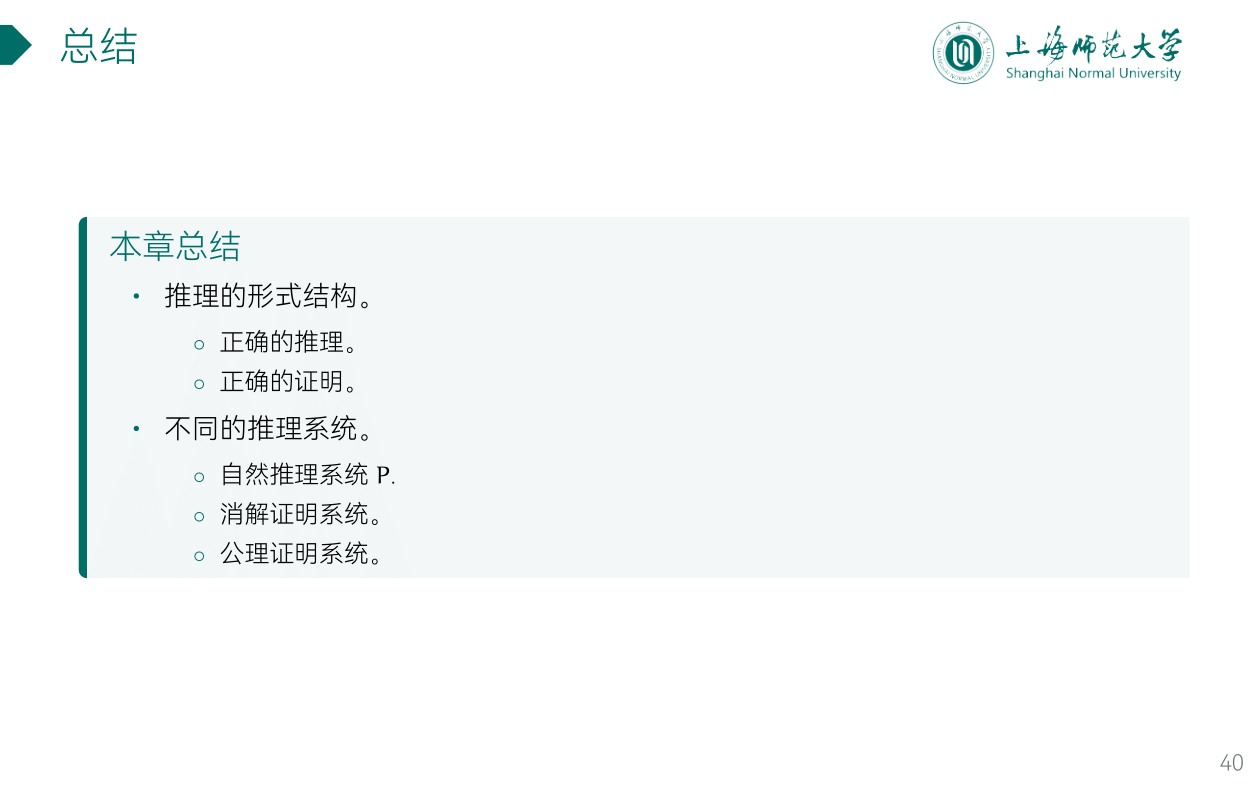 总结
上海师范大学
Shanghai Normal University
本章总结
• 推理的形式结构。
○ 正确的推理。
○ 正确的证明。
• 不同的推理系统。
○ 自然推理系统 P.
○ 消解证明系统。
○ 公理证明系统。
40